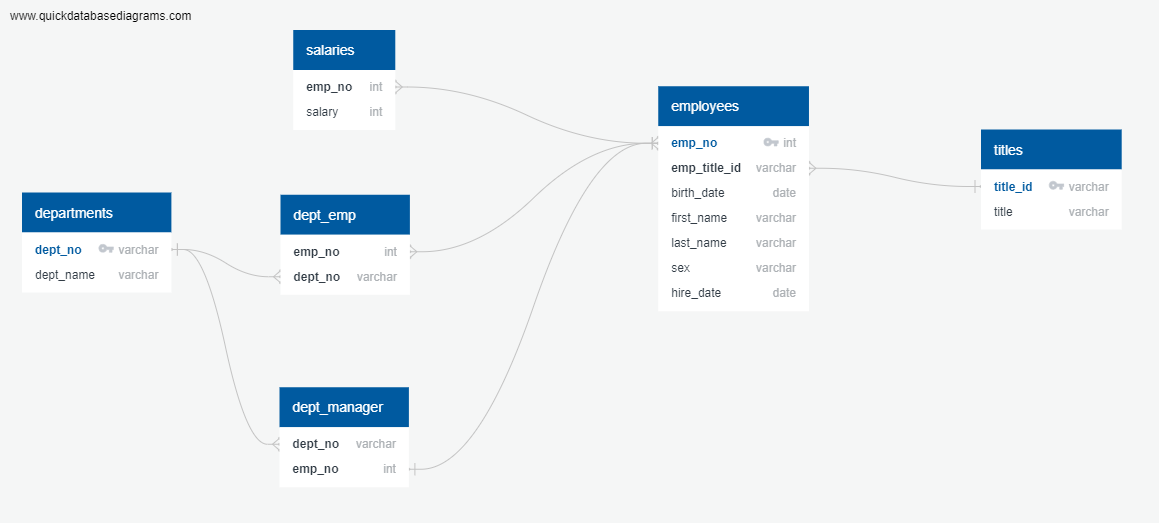 www.quickdatabasediagrams.com
salaries
emp_no int
salary int
employees
emp_no int
emp_title_id varchar
birth_date date
first_name varchar
last_name varchar
sex varchar
hire_date date
titles
title_id varchar
title varchar
departments
dept_no varchar
dept_name varchar
dept_emp
emp_no int
dept_no varchar
dept_manager
dept_no varchar
emp_no int